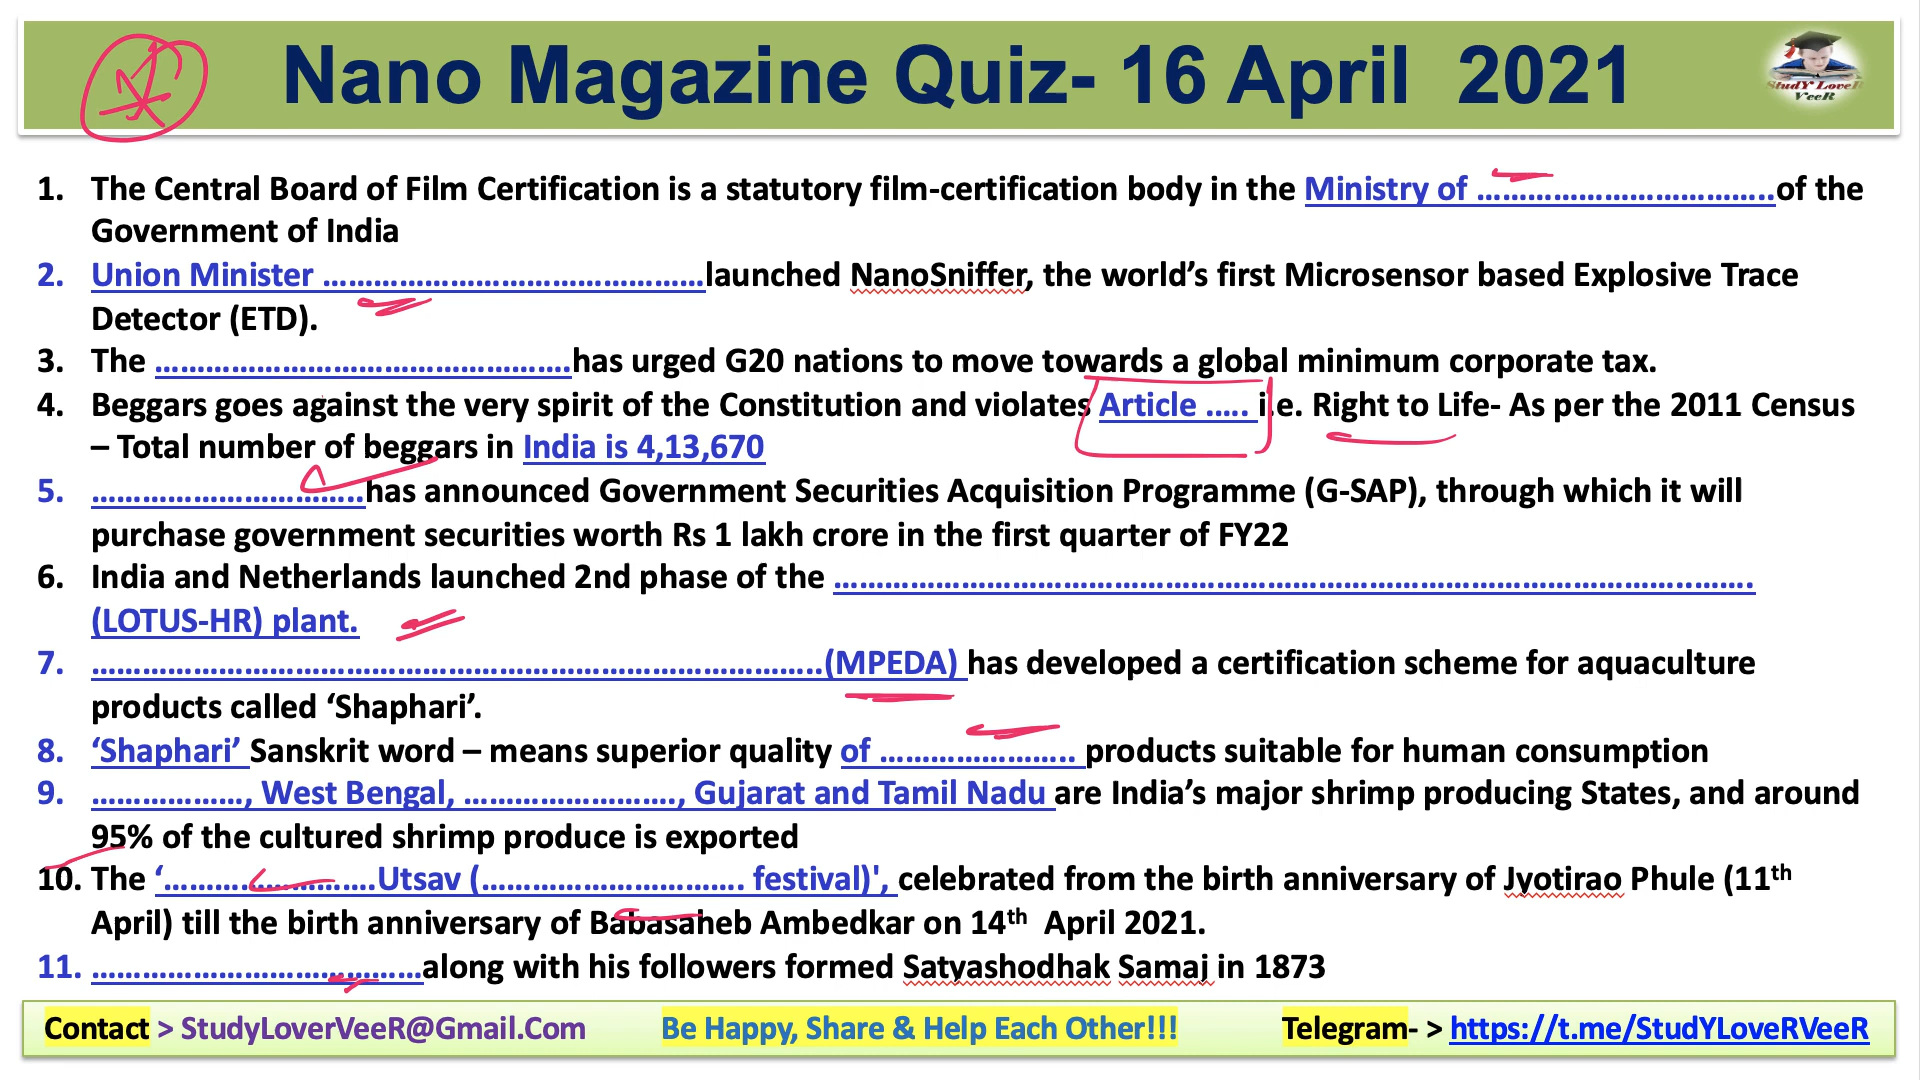 Nano Magazine Quiz- 16 April 2021
StudY LoveR
VeeR
1. The Central Board of Film Certification is a statutory film-certification body in the Ministry of ……………………………..of the
Government of India
2. Union Minister ………………………………………launched NanoSniffer, the world’s first Microsensor based Explosive Trace
Detector (ETD).
3. The ………………………………………….has urged G20 nations to move towards a global minimum corporate tax.
4. Beggars goes against the very spirit of the Constitution and violates Article ….. i.e. Right to Life- As per the 2011 Census
– Total number of beggars in India is 4,13,670
5. …………………………..has announced Government Securities Acquisition Programme (G-SAP), through which it will
purchase government securities worth Rs 1 lakh crore in the first quarter of FY22
6. India and Netherlands launched 2nd phase of the ………………………………………………………………………………………..…….
(LOTUS-HR) plant.
7. …………………………………………………………………………..(MPEDA) has developed a certification scheme for aquaculture
products called ‘Shaphari’.
8. ‘Shaphari’ Sanskrit word – means superior quality of ………………….. products suitable for human consumption
9. ………………, West Bengal, ……………………., Gujarat and Tamil Nadu are India’s major shrimp producing States, and around
95% of the cultured shrimp produce is exported
10. The ‘…………………….Utsav (…………………………. festival)', celebrated from the birth anniversary of Jyotirao Phule (11th
April) till the birth anniversary of Babasaheb Ambedkar on 14th April 2021.
11. …………………………………along with his followers formed Satyashodhak Samaj in 1873
Contact > StudyLoverVeeR@Gmail.Com Be Happy, Share & Help Each Other!!! Telegram- > https://t.me/StudYLoveRVeeR